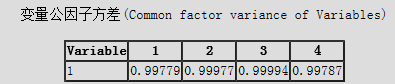 变量公因子方差(Common factor variance of Variables)
Variable 1 2 3 4
1 0.99779 0.99977 0.99994 0.99787